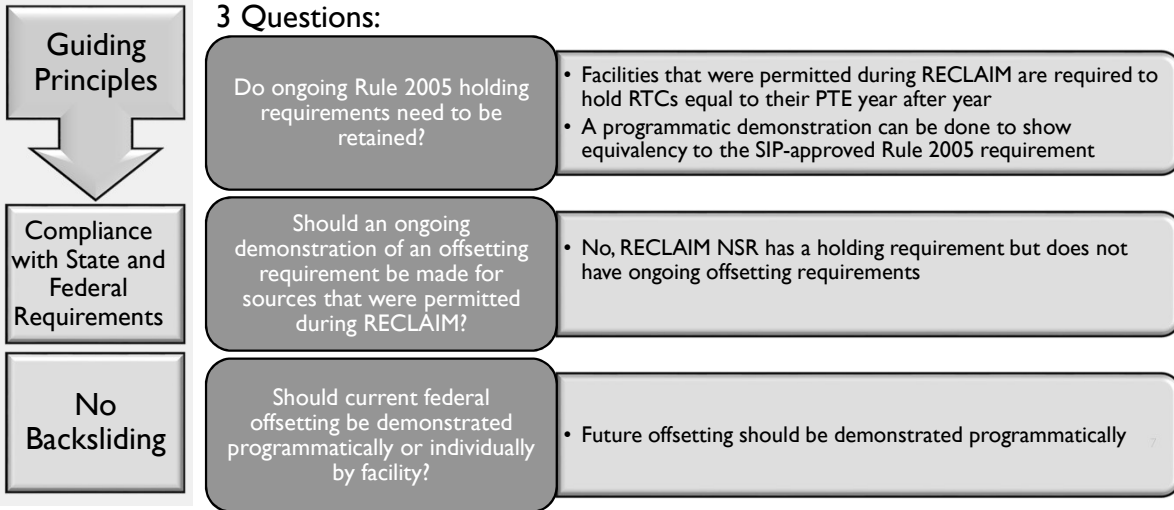 Guiding
Principles
Compliance
with State and
Federal
Requirements
No
Backsliding
3 Questions:
Do ongoing Rule 2005 holding
requirements need to be
retained?
• Facilities that were permitted during RECLAIM are required to
hold RTCs equal to their PTE year after year
• A programmatic demonstration can be done to show
equivalency to the SIP-approved Rule 2005 requirement
Should an ongoing
demonstration of an offsetting
requirement be made for
sources that were permitted
during RECLAIM?
• No, RECLAIM NSR has a holding requirement but does not
have ongoing offsetting requirements
Should current federal
offsetting be demonstrated
programmatically or individually
by facility?
• Future offsetting should be demonstrated programmatically
7